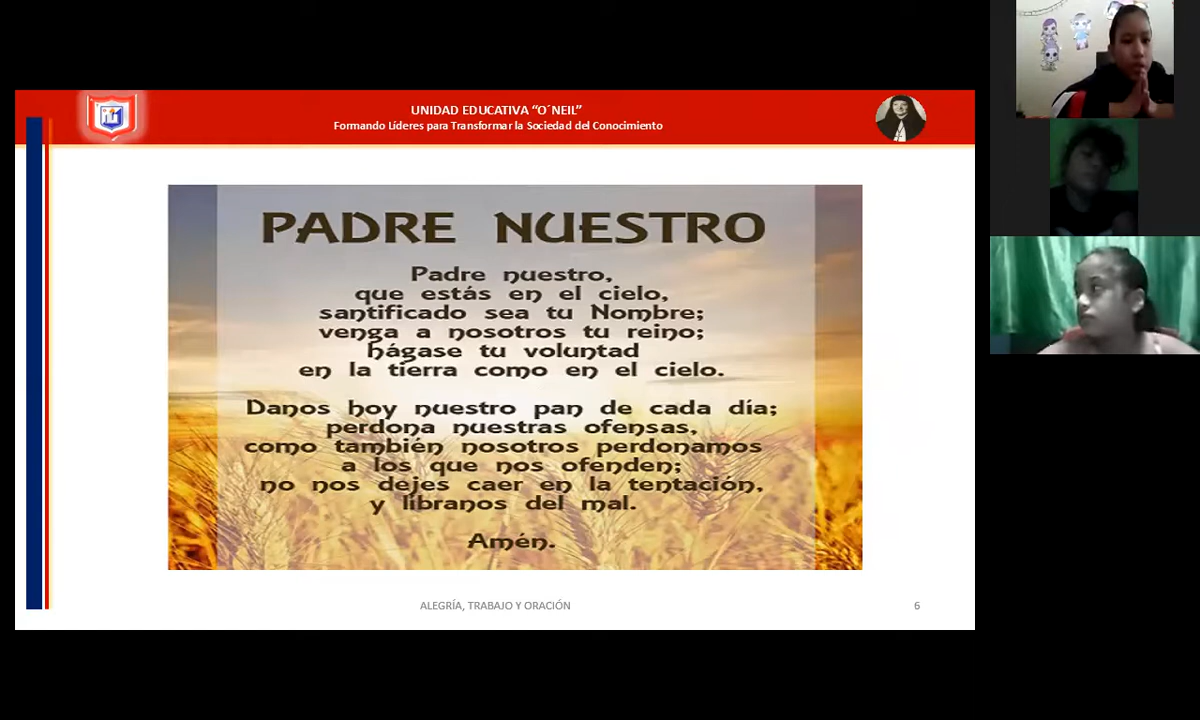 UNIDAD EDUCATIVA “O´NEIL”
Formando Líderes para Transformar la Sociedad del Conocimiento
PADRE NUESTRO
Padre nuestro,
que estás en el cielo,
santificado sea tu Nombre;
venga a nosotros tu reino;
hágase tu voluntad
en la tierra como en el cielo.
Danos hoy nuestro pan de cada día;
perdona nuestras ofensas,
como también nosotros perdonamos
a los que nos ofenden;
no nos dejes caer en la tentación,
y líbranos del mal.
Amén.
ALEGRÍA, TRABAJO Y ORACIÓN
6